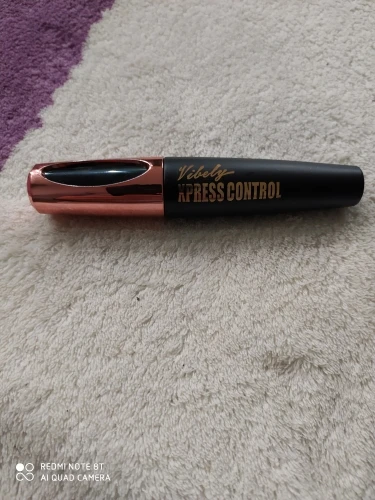 Vibely
XPRESS CONTROL
REDMI NOTE 8T
AI QUAD CAMERA